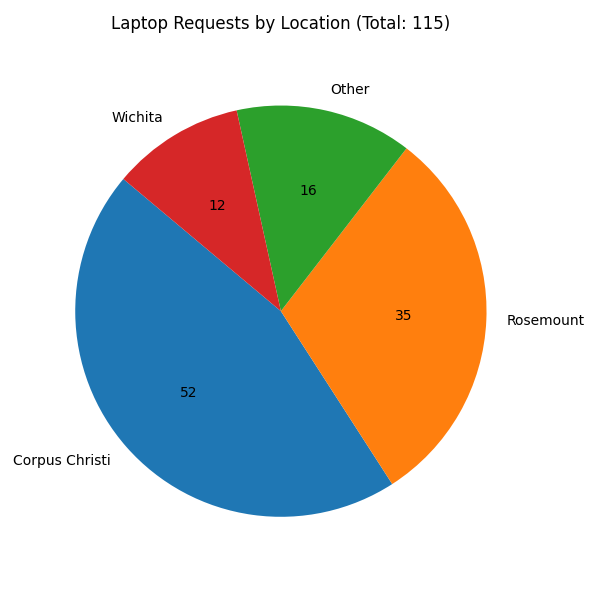 Laptop Requests by Location (Total: 115)
Other
Wichita
16
12
35
Rosemount
52
Corpus Christi